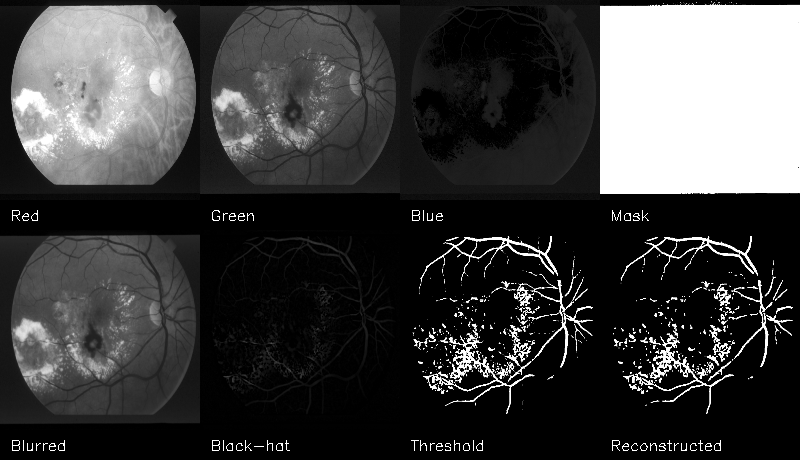 Red
Green
Blue
Mask
Blurred
Black-hat
Threshold
Reconstructed